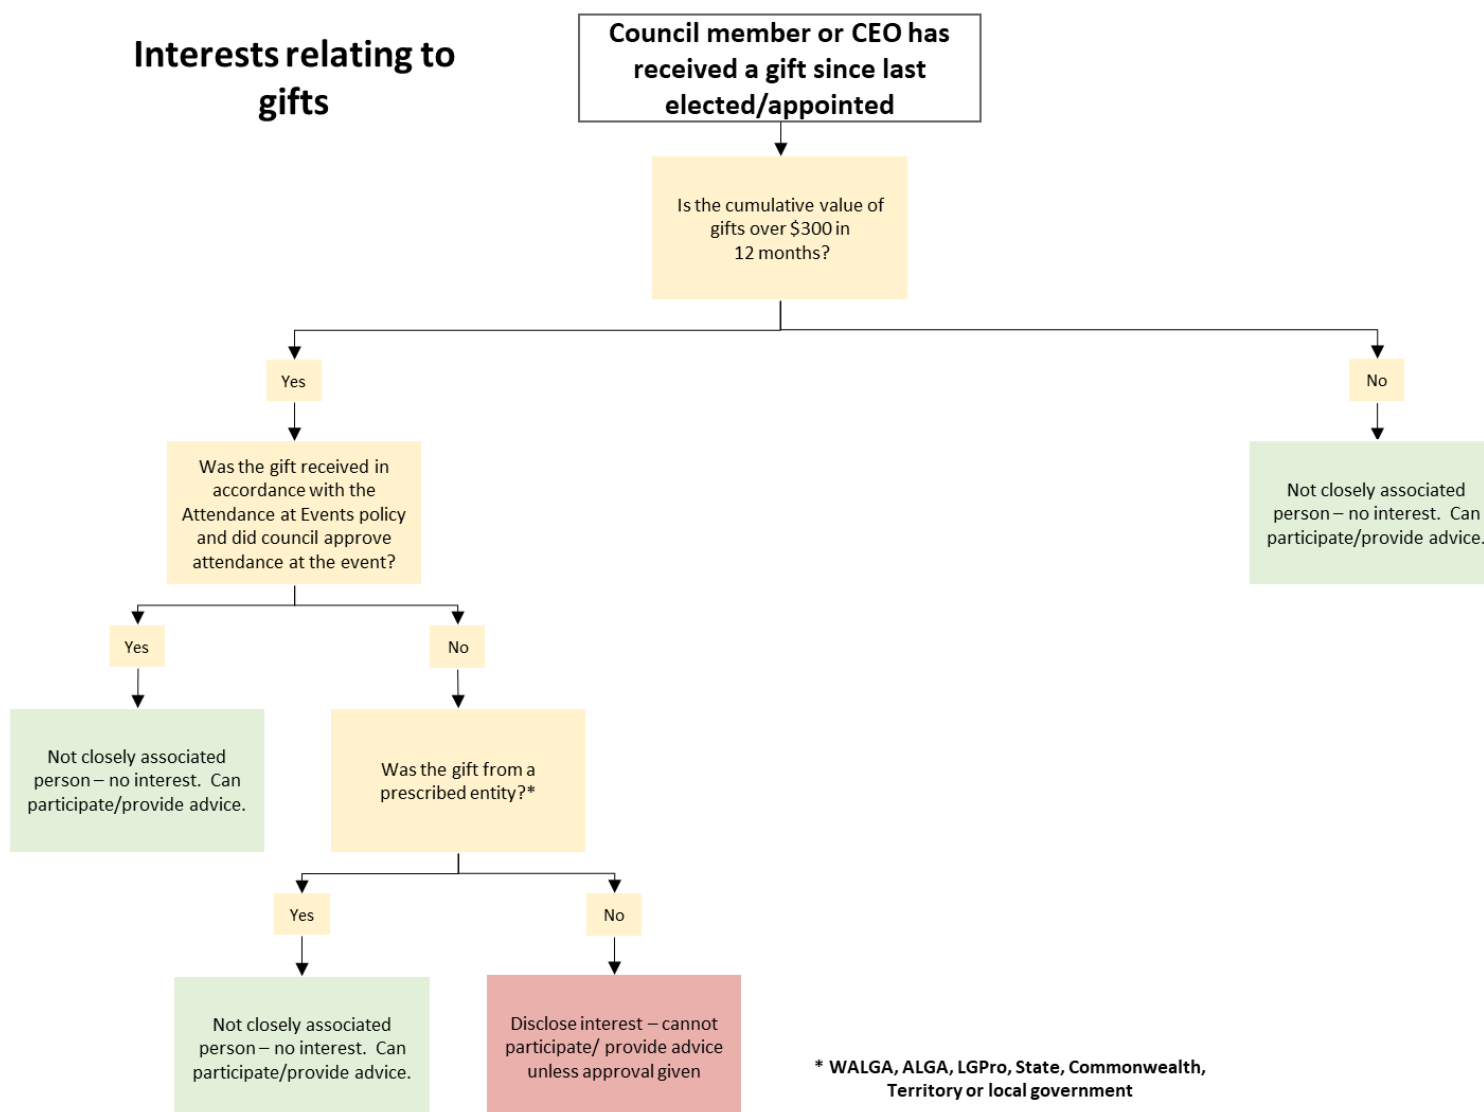 Interests relating to
gifts
Council member or CEO has
received a gift since last
elected/appointed
Is the cumulative value of
gifts over $300 in
12 months?
Yes
No
Was the gift received in
accordance with the
Attendance at Events policy
and did council approve
attendance at the event?
Not closely associated
person – no interest.  Can
participate/provide advice.
Yes
No
Not closely associated
person – no interest.  Can
participate/provide advice.
Was the gift from a
prescribed entity?*
Yes
No
Not closely associated
person – no interest.  Can
participate/provide advice.
Disclose interest – cannot
participate/ provide advice
unless approval given
* WALGA, ALGA, LGPro, State, Commonwealth,
Territory or local government